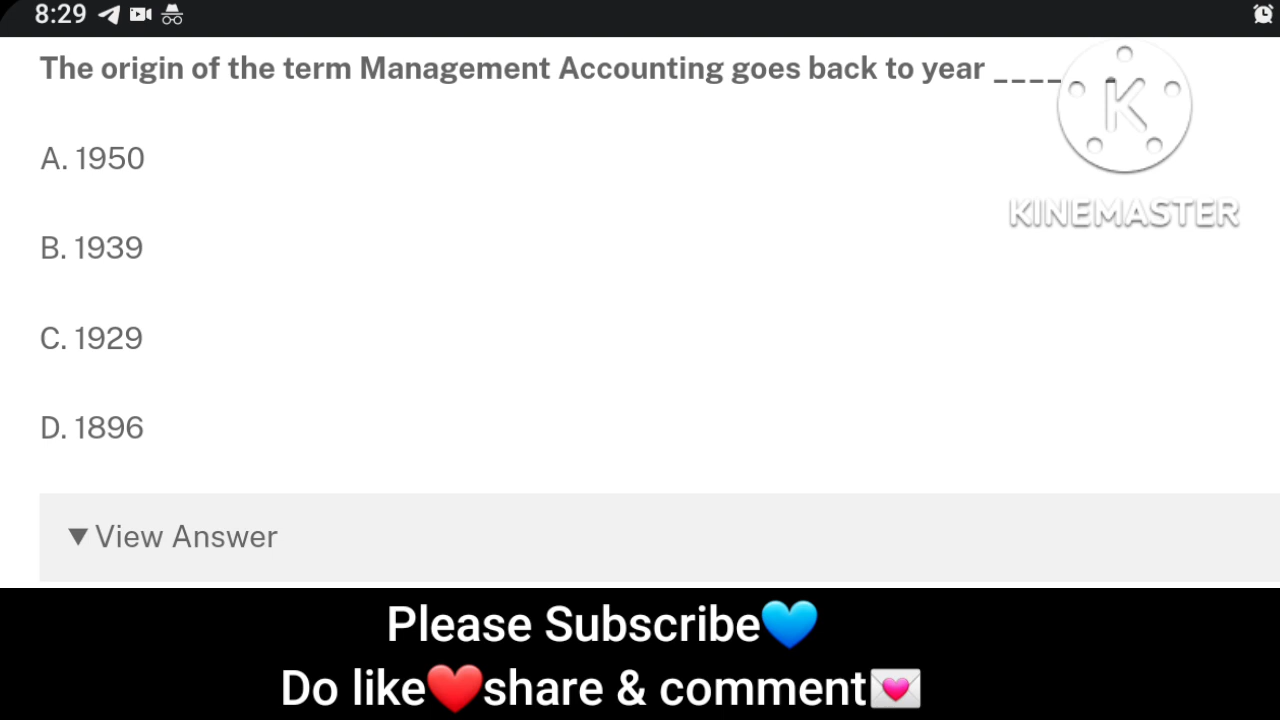 8:29
The origin of the term Management Accounting goes back to year ____
A. 1950
B. 1939
C. 1929
D. 1896
▼ View Answer
K
KINEMASTER
Please Subscribe💙
Do like❤️share & comment💌